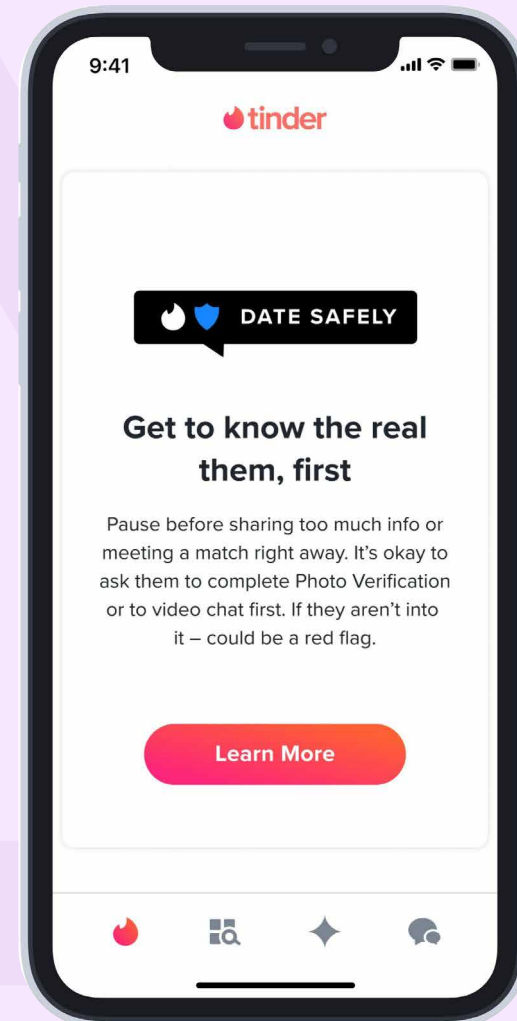 9:41
tinder
DATE SAFELY
Get to know the real
them, first
Pause before sharing too much info or
meeting a match right away. It’s okay to
ask them to complete Photo Verification
or to video chat first. If they aren’t into
it – could be a red flag.
Learn More